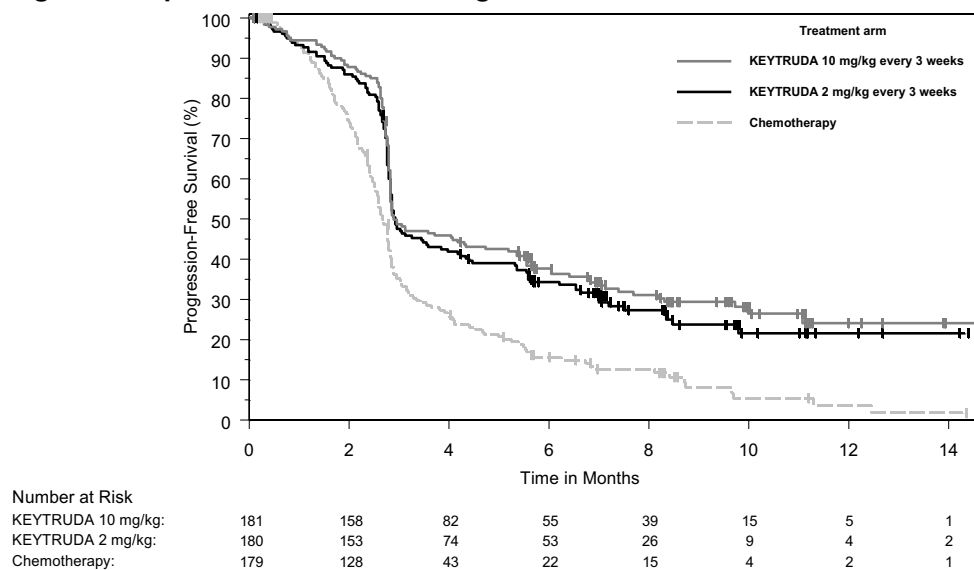 Treatment arm
KEYTRUDA 10 mg/kg every 3 weeks
KEYTRUDA 2 mg/kg every 3 weeks
Chemotherapy
Progression-Free Survival (%)
100
90
80
70
60
50
40
30
20
10
0
0 2 4 6 8 10 12 14
Time in Months
Number at Risk
KEYTRUDA 10 mg/kg: 181 158 82 55 39 15 5 1
KEYTRUDA 2 mg/kg: 180 153 74 53 26 9 4 2
Chemotherapy: 179 128 43 22 15 4 2 1